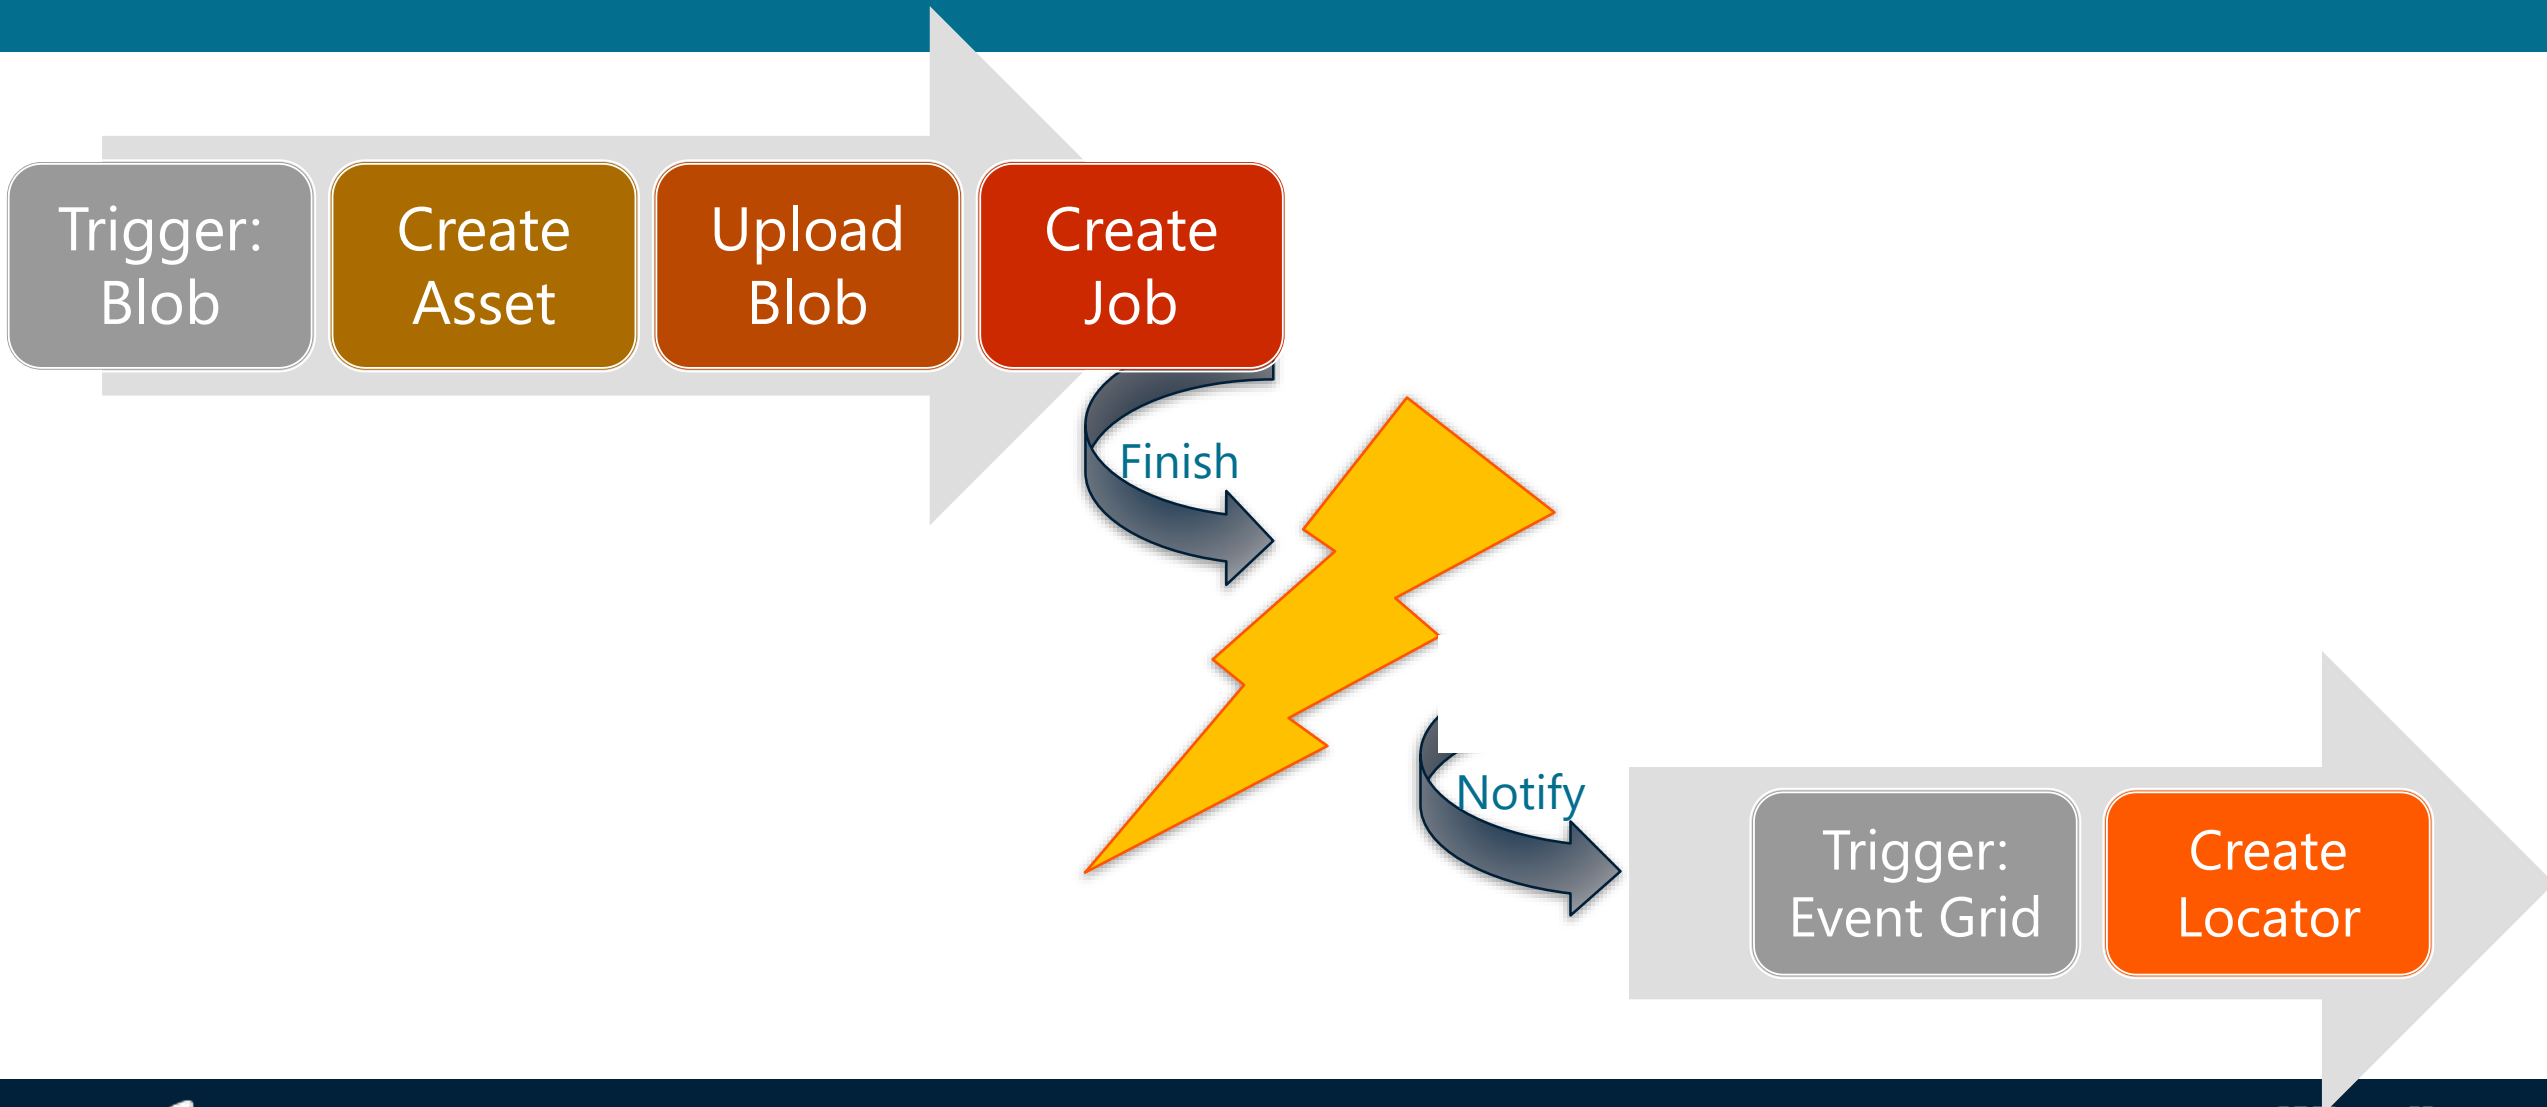 Trigger:
Blob
Create
Asset
Upload
Blob
Create
Job
Finish
Notify
Trigger:
Event Grid
Create
Locator